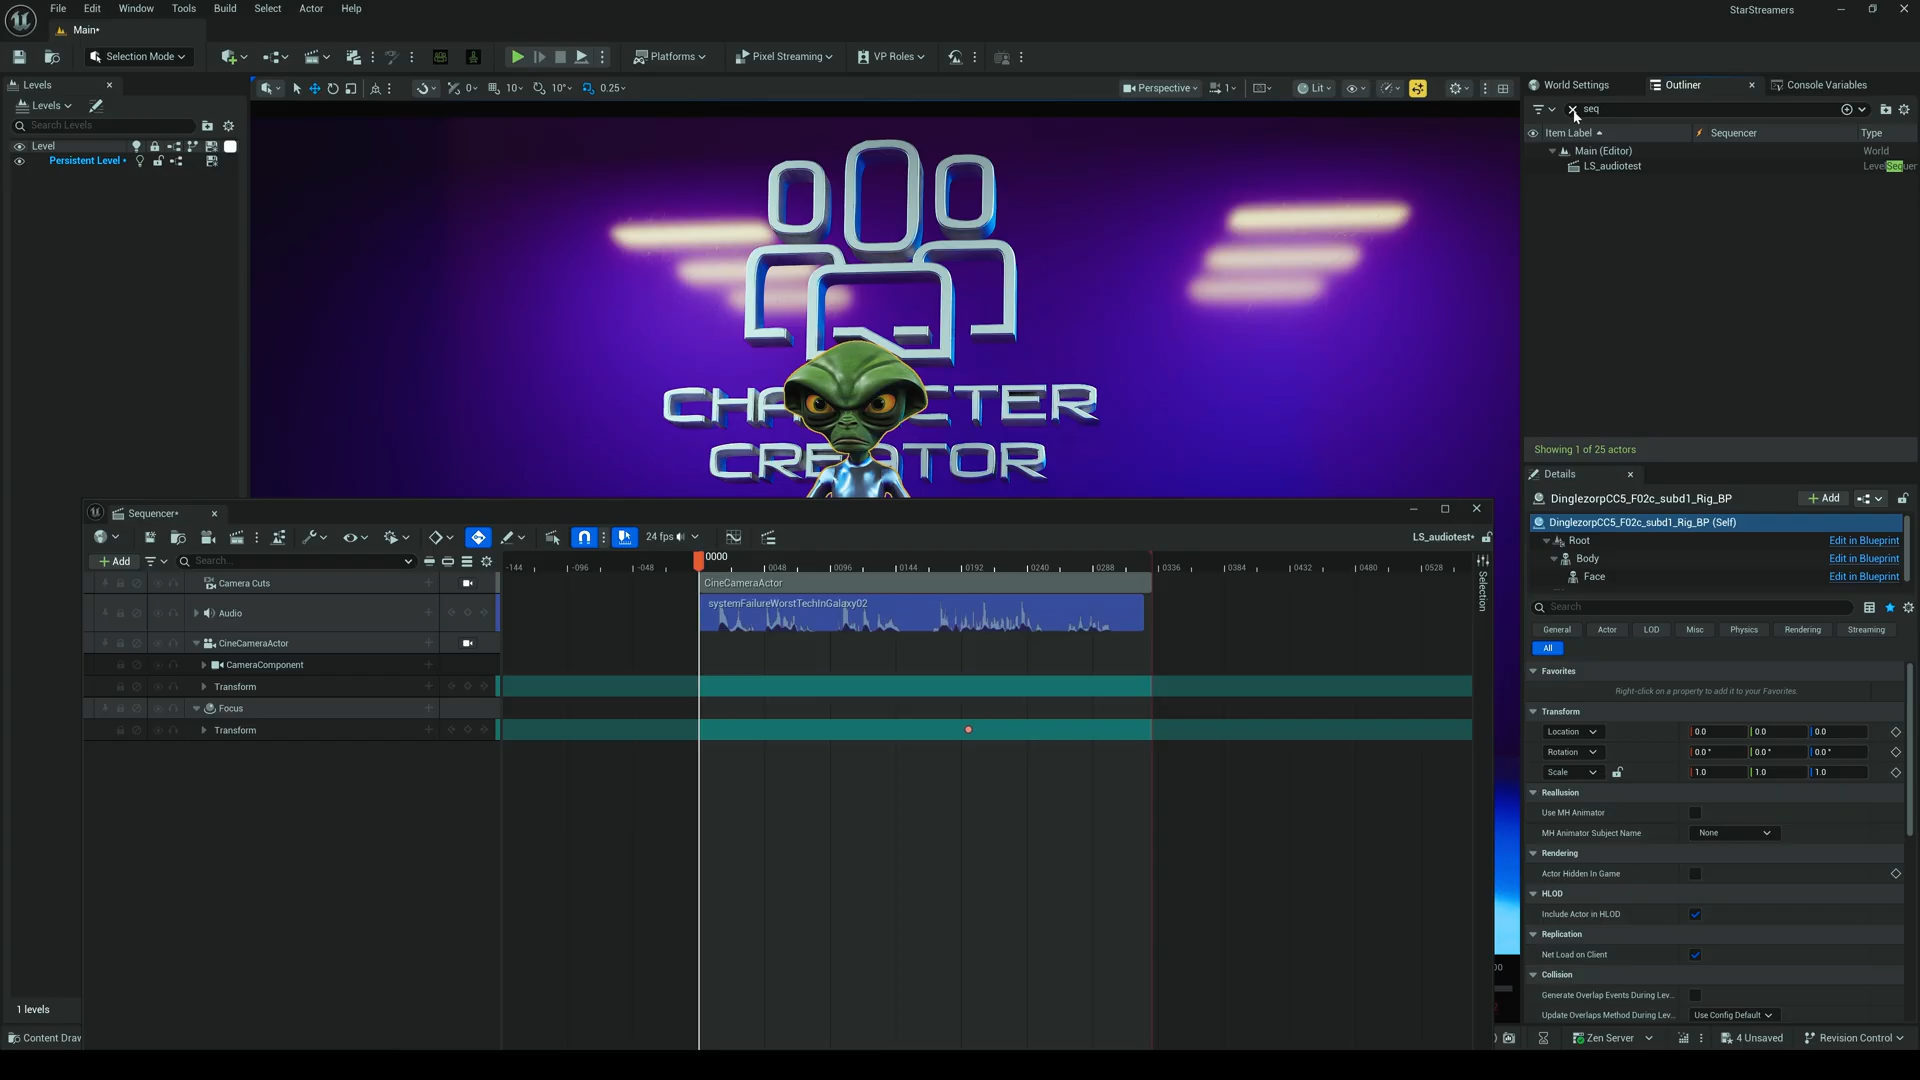 File Edit Window Tools Build Select Actor Help
StarStreamers
Main*
Selection Mode
Platforms
Pixel Streaming
VP Roles
Levels
Levels
Search Levels
Level
Persistent Level •
0
10
10°
0.25
Perspective
1
Lit
World Settings
Outliner
Console Variables
seq
Item Label
Sequencer
Type
Main (Editor)
World
LS_audiotest
LevelSequer
CHARACTER
CREATOR
Showing 1 of 25 actors
Details
DinglezorpCC5_F02c_subd1_Rig_BP
Add
DinglezorpCC5_F02c_subd1_Rig_BP (Self)
Root
Edit in Blueprint
Body
Edit in Blueprint
Face
Edit in Blueprint
Search
General
Actor
LOD
Misc
Physics
Rendering
Streaming
All
Favorites
Right-click on a property to add it to your Favorites.
Transform
Location
0.0
0.0
0.0
Rotation
0.0 °
0.0 °
0.0 °
Scale
1.0
1.0
1.0
Reallusion
Use MH Animator
MH Animator Subject Name
None
Rendering
Actor Hidden In Game
HLOD
Include Actor in HLOD
Replication
Net Load on Client
Collision
Generate Overlap Events During Lev...
Update Overlaps Method During Lev...
Use Config Default
Sequencer*
24 fps
LS_audiotest*
Add
Search...
0000
-144
-096
-048
0048
0096
0144
0192
0240
0288
0336
0384
0432
0480
0528
Selection
Camera Cuts
CineCameraActor
Audio
systemFailureWorstTechInGalaxy02
CineCameraActor
CameraComponent
Transform
Focus
Transform
1 levels
Content Draw
Zen Server
4 Unsaved
Revision Control